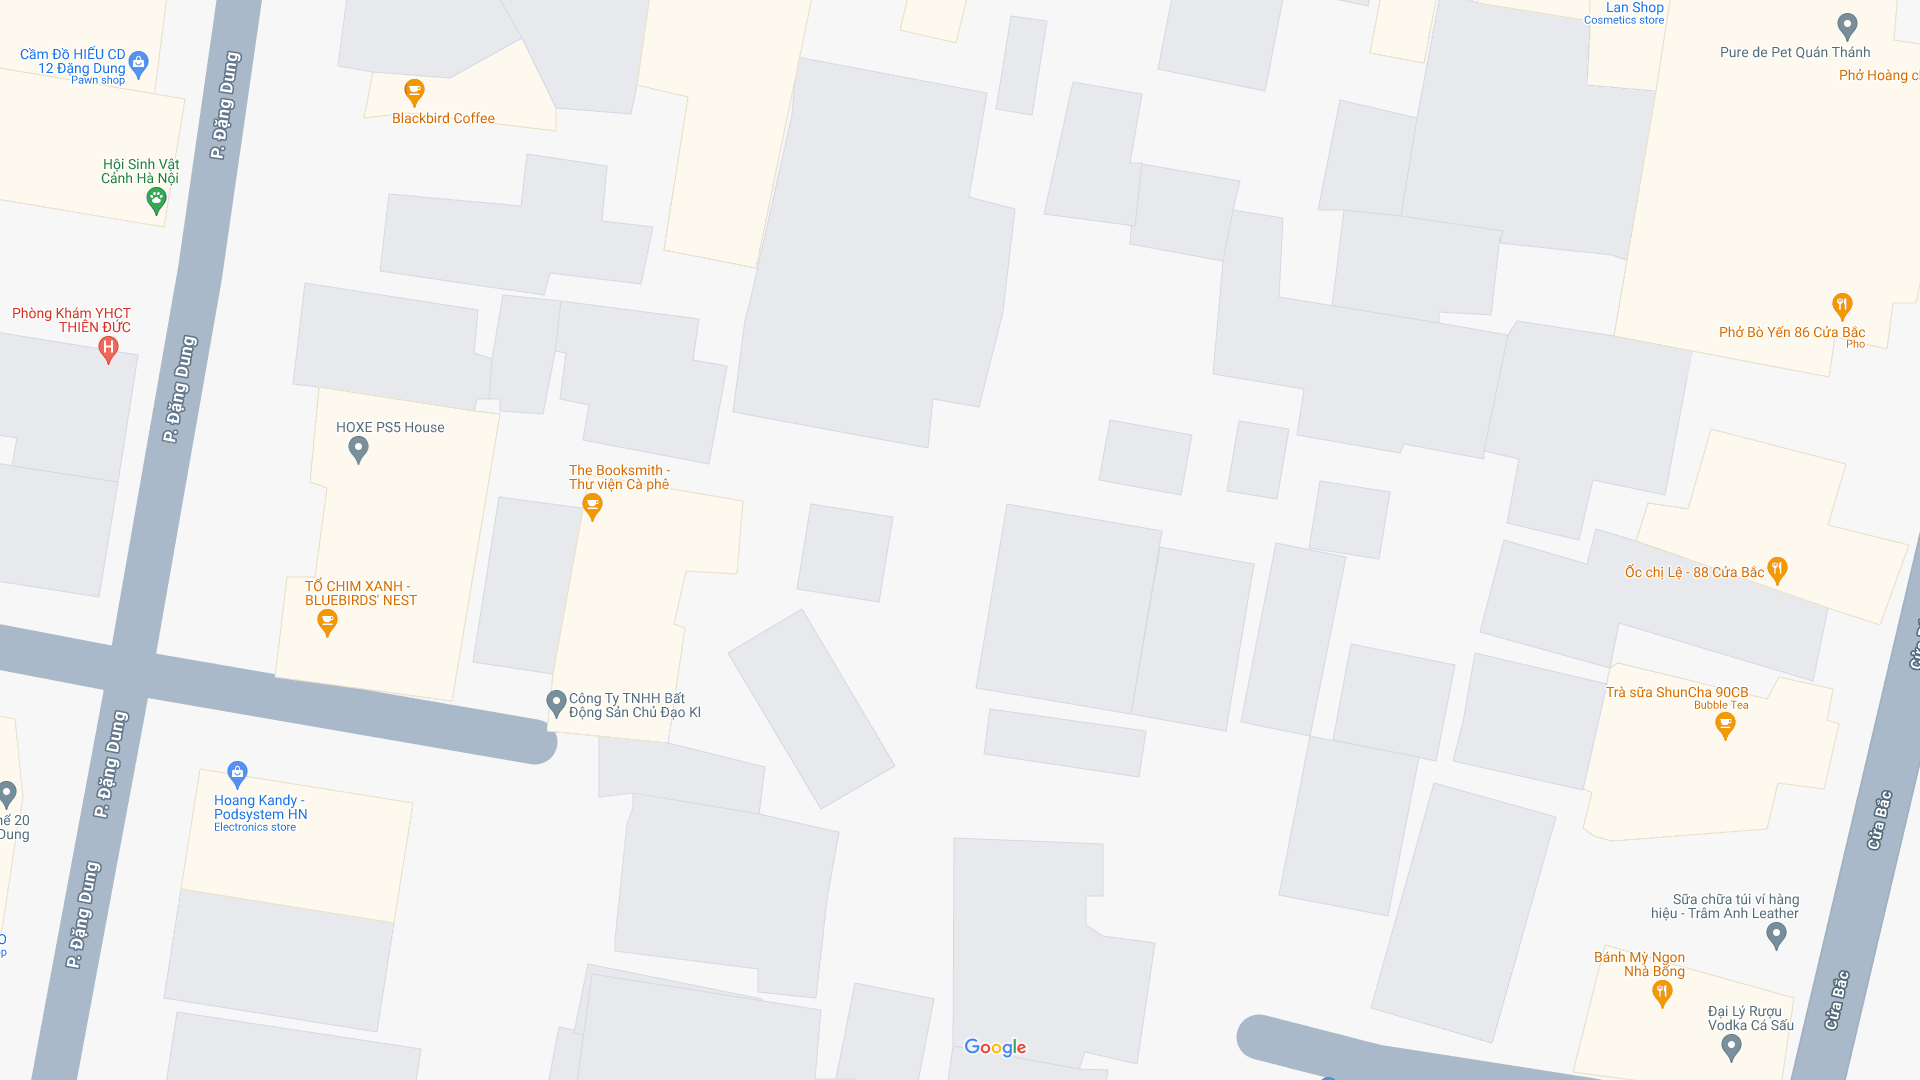 Lan Shop
Cosmetics store
Pure de Pet Quán Thánh
Cầm Đồ HIẾU CD
12 Đặng Dung
Pawn shop
Phở Hoàng
P. Đặng Dung
Blackbird Coffee
Hội Sinh Vật
Cảnh Hà Nội
Phòng Khám YHCT
THIÊN ĐỨC
Phở Bò Yến 86 Cửa Bắc
Pho
P. Đặng Dung
HOXE PS5 House
The Booksmith -
Thư viện Cà phê
Ốc chị Lệ - 88 Cửa Bắc
TỔ CHIM XANH -
BLUEBIRDS' NEST
Công Ty TNHH Bất
Động Sản Chủ Đạo Kl
Trà sữa ShunCha 90CB
Bubble Tea
P. Đặng Dung
Hoang Kandy -
Podsystem HN
Electronics store
20
Dung
Cửa Bắc
P. Đặng Dung
Sữa chữa túi ví hàng
hiệu - Trâm Anh Leather
Bánh Mỳ Ngon
Nhà Bống
Cửa Bắc
Đại Lý Rượu
Vodka Cá Sấu
Google